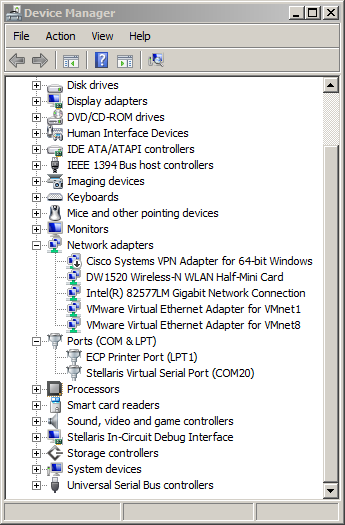 Device Manager
File Action View Help
Disk drives
Display adapters
DVD/CD-ROM drives
Human Interface Devices
IDE ATA/ATAPI controllers
IEEE 1394 Bus host controllers
Imaging devices
Keyboards
Mice and other pointing devices
Monitors
Network adapters
Cisco Systems VPN Adapter for 64-bit Windows
DW1520 Wireless-N WLAN Half-Mini Card
Intel(R) 82577LM Gigabit Network Connection
VMware Virtual Ethernet Adapter for VMnet1
VMware Virtual Ethernet Adapter for VMnet8
Ports (COM & LPT)
ECP Printer Port (LPT1)
Stellaris Virtual Serial Port (COM20)
Processors
Smart card readers
Sound, video and game controllers
Stellaris In-Circuit Debug Interface
Storage controllers
System devices
Universal Serial Bus controllers